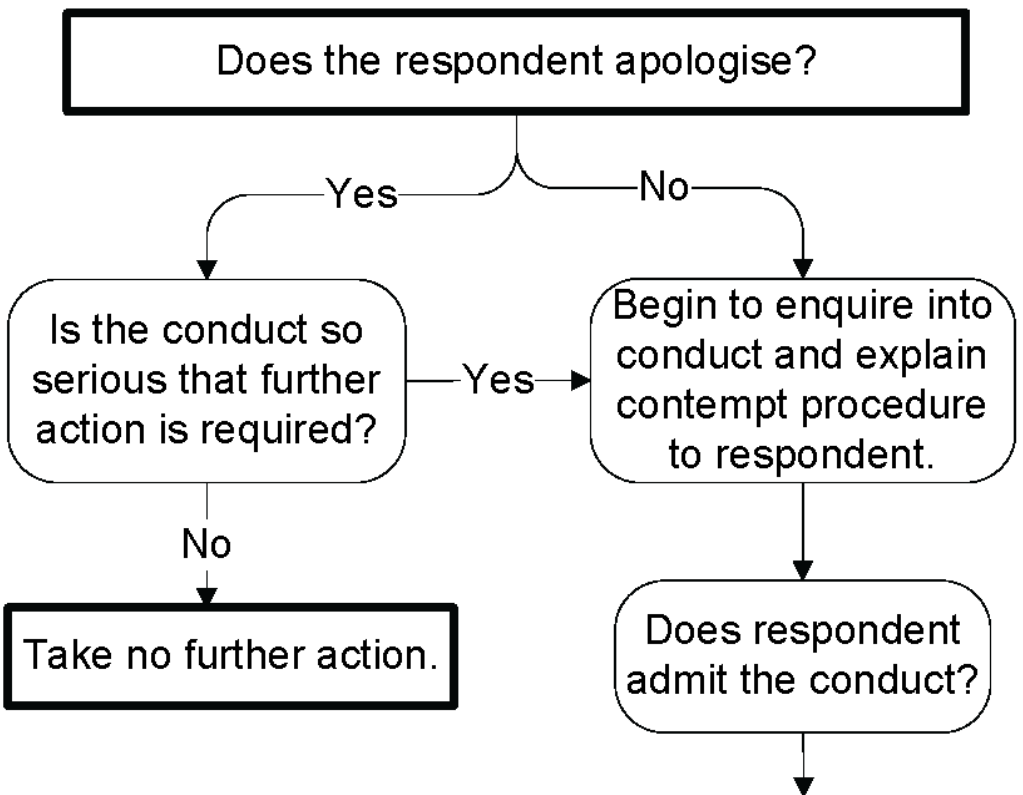 Does the respondent apologise?
Yes
No
Is the conduct so
serious that further
action is required?
Yes
Begin to enquire into
conduct and explain
contempt procedure
to respondent.
No
Take no further action.
Does respondent
admit the conduct?